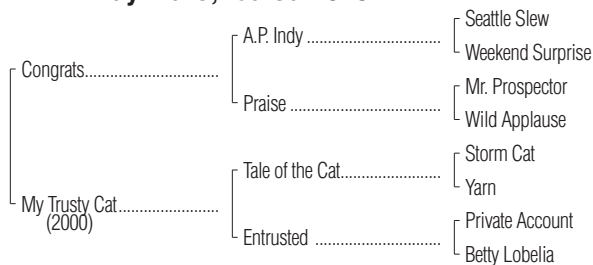 Seattle Slew
A.P. Indy
Weekend Surprise
Congrats
Mr. Prospector
Praise
Wild Applause
Storm Cat
Tale of the Cat
Yarn
My Trusty Cat
(2000)
Private Account
Entrusted
Betty Lobelia